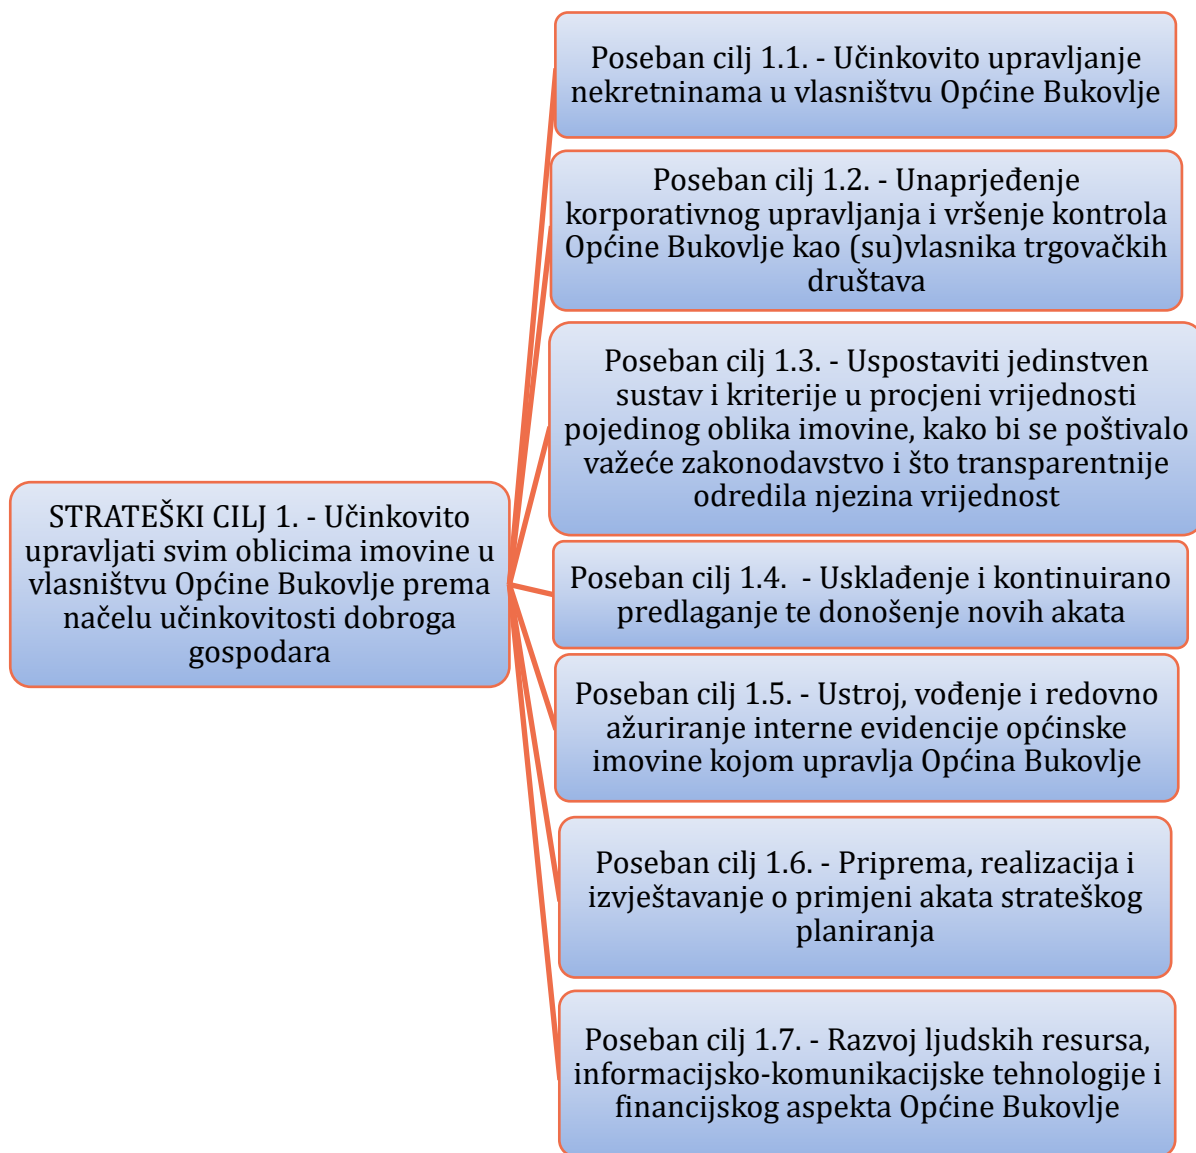 STRATEŠKI CILJ 1. - Učinkovito
upravljati svim oblicima imovine u
vlasništvu Općine Bukovlje prema
načelu učinkovitosti dobroga
gospodara
Poseban cilj 1.1. - Učinkovito upravljanje
nekretninama u vlasništvu Općine Bukovlje
Poseban cilj 1.2. - Unaprjeđenje
korporativnog upravljanja i vršenje kontrola
Općine Bukovlje kao (su)vlasnika trgovačkih
društava
Poseban cilj 1.3. - Uspostaviti jedinstven
sustav i kriterije u procjeni vrijednosti
pojedinog oblika imovine, kako bi se poštivalo
važeće zakonodavstvo i što transparentnije
odredila njezina vrijednost
Poseban cilj 1.4.  - Usklađenje i kontinuirano
predlaganje te donošenje novih akata
Poseban cilj 1.5. - Ustroj, vođenje i redovno
ažuriranje interne evidencije općinske
imovine kojom upravlja Općina Bukovlje
Poseban cilj 1.6. - Priprema, realizacija i
izvještavanje o primjeni akata strateškog
planiranja
Poseban cilj 1.7. - Razvoj ljudskih resursa,
informacijsko-komunikacijske tehnologije i
financijskog aspekta Općine Bukovlje